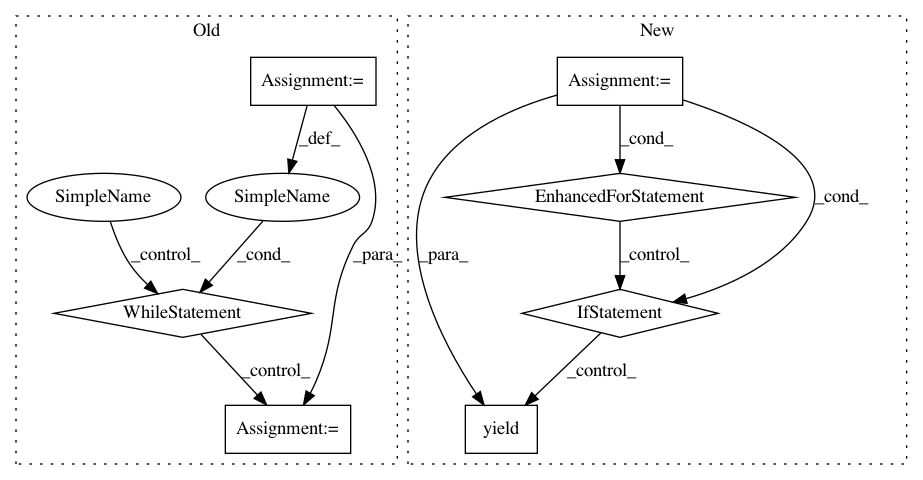 Old
New
Assignment:=
Assignment:=
_def_
_cond_
SimpleName
SimpleName
EnhancedForStatement
_cond_
_control_
_cond_
_para_
_para_
_control_
WhileStatement
IfStatement
_control_
_control_
Assignment:=
yield